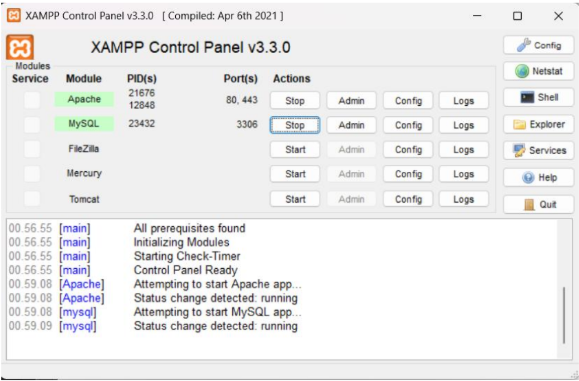 XAMPP Control Panel v3.3.0 [ Compiled: Apr 6th 2021 ]
XAMPP Control Panel v3.3.0
Config
Modules
Service Module PID(s) Port(s) Actions
Netstat
Apache 21676 12848 80, 443 Stop Admin Config Logs
Shell
MySQL 23432 3306 Stop Admin Config Logs
Explorer
FileZilla Start Admin Config Logs
Services
Mercury Start Admin Config Logs
Help
Tomcat Start Admin Config Logs
Quit
00.56.55 [main] All prerequisites found
00.56.55 [main] Initializing Modules
00.56.55 [main] Starting Check-Timer
00.56.55 [main] Control Panel Ready
00.59.08 [Apache] Attempting to start Apache app...
00.59.08 [Apache] Status change detected: running
00.59.08 [mysql] Attempting to start MySQL app...
00.59.09 [mysql] Status change detected: running